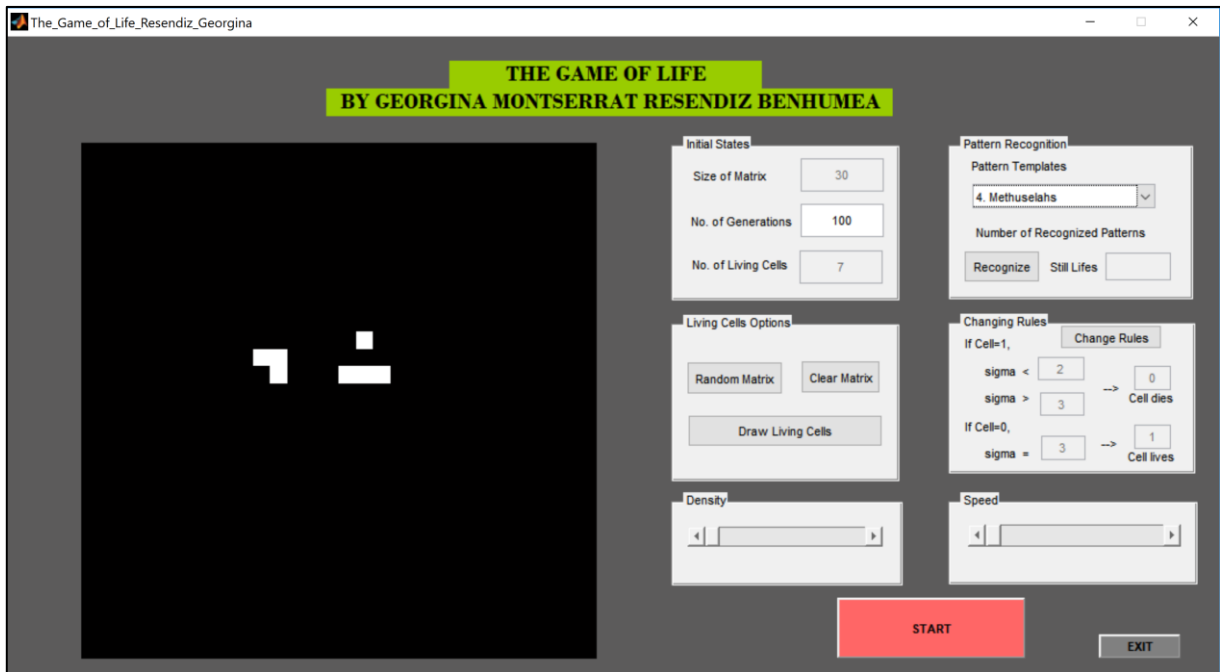 The_Game_of_Life_Resendiz_Georgina
THE GAME OF LIFE
BY GEORGINA MONTSERRAT RESENDIZ BENHUMEA
Initial States
Size of Matrix 30
No. of Generations 100
No. of Living Cells 7
Pattern Recognition
Pattern Templates
4. Methuselahs
Number of Recognized Patterns
Recognize Still Lifes
Living Cells Options
Random Matrix Clear Matrix
Draw Living Cells
Changing Rules
If Cell=1, Change Rules
sigma < 2
--> 0
sigma > 3 Cell dies
If Cell=0,
sigma = 3 --> 1
Cell lives
Density
Speed
START
EXIT